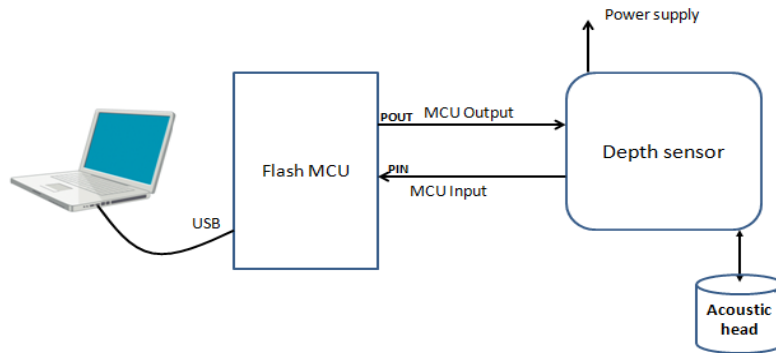 Power supply
POUT
MCU Output
Flash MCU
Depth sensor
PIN
MCU Input
USB
Acoustic
head